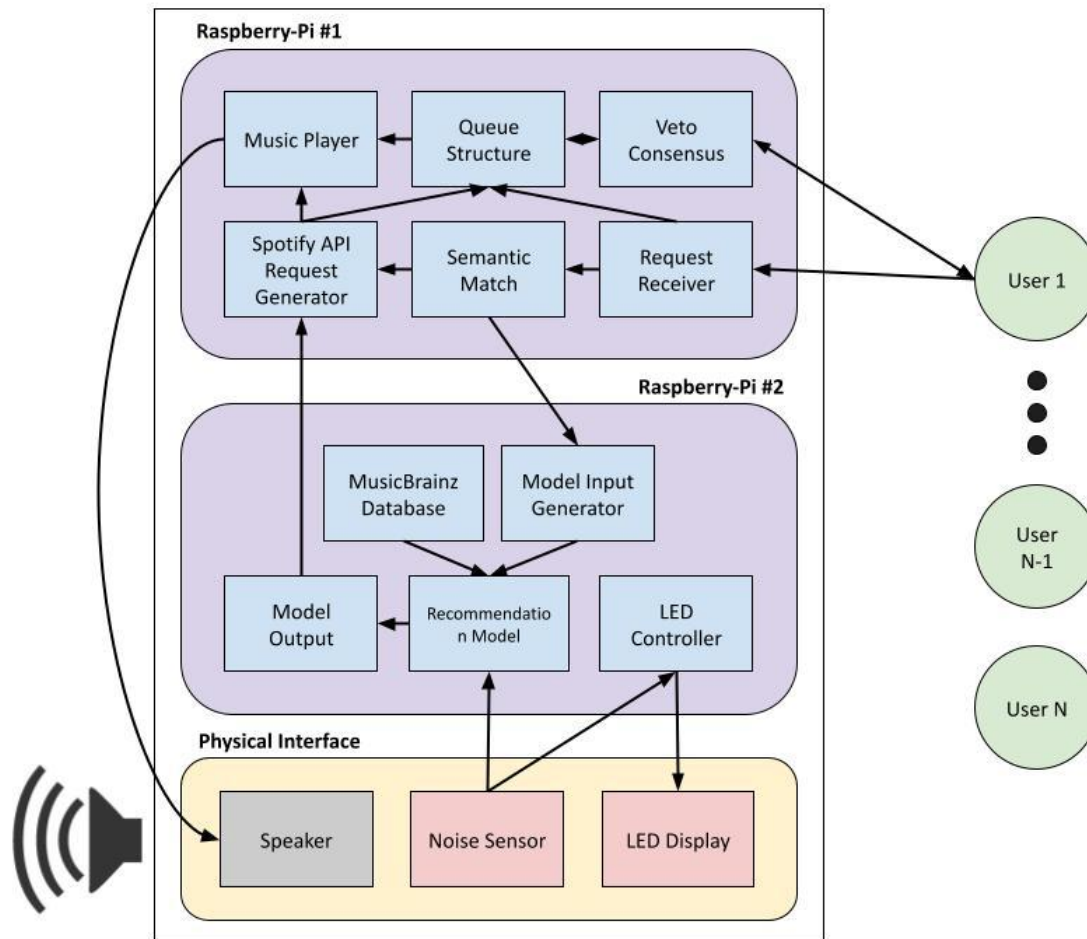 Raspberry-Pi #1
Music Player
Queue
Structure
Veto
Consensus
Spotify API
Request
Generator
Semantic
Match
Request
Receiver
User 1
Raspberry-Pi #2
MusicBrainz
Database
Model Input
Generator
User
N-1
Model
Output
Recommendatio
n Model
LED
Controller
User N
Physical Interface
Speaker
Noise Sensor
LED Display